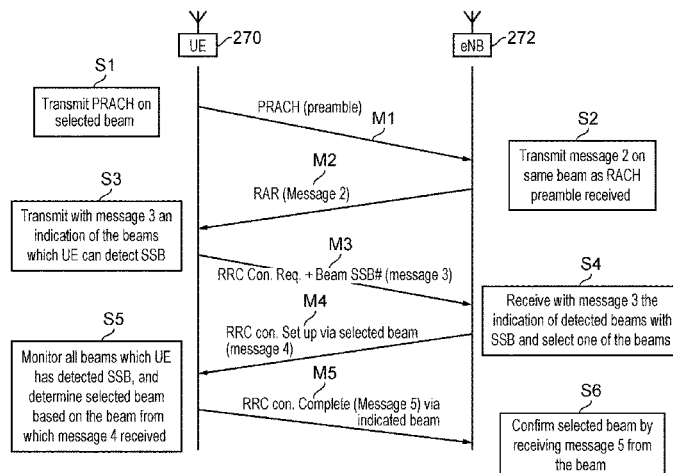 UE
270
eNB
272
S1
Transmit PRACH on
selected beam
PRACH (preamble)
M1
S2
Transmit message 2 on
same beam as RACH
preamble received
M2
RAR (Message 2)
S3
Transmit with message 3 an
indication of the beams
which UE can detect SSB
M3
RRC Con. Req. + Beam SSB# (message 3)
S4
Receive with message 3 the
indication of detected beams with
SSB and select one of the beams
M4
RRC con. Set up via selected beam
(message 4)
S5
Monitor all beams which UE
has detected SSB, and
determine selected beam
based on the beam from
which message 4 received
M5
RRC con. Complete (Message 5) via
indicated beam
S6
Confirm selected beam by
receiving message 5 from
the beam